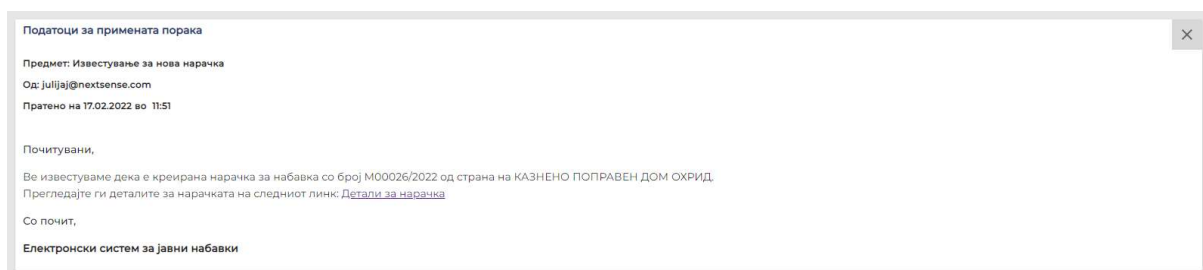 Податоци за примената порака
Предмет: Известување за нова нарачка
Од: julijaj@nextsense.com
Пратено на 17.02.2022 во 11:51
Почитувани,
Ве известуваме дека е креирана нарачка за набавка со број М00026/2022 од страна на КАЗНЕНО ПОПРАВЕН ДОМ ОХРИД.
Прегледајте ги деталите за нарачката на следниот линк: Детали за нарачка
Со почит,
Електронски систем за јавни набавки